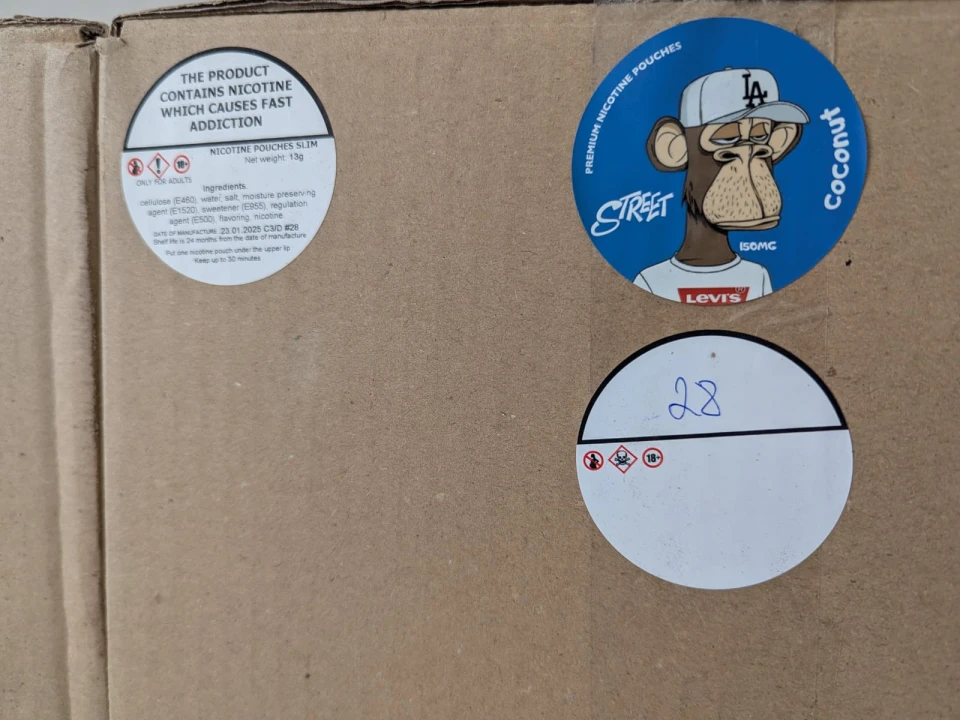 THE PRODUCT
CONTAINS NICOTINE
WHICH CAUSES FAST
ADDICTION
NICOTINE POUCHES SLIM
Net weight: 13g
18+
ONLY FOR ADULTS
Ingredients:
cellulose (E460), water, salt, moisture preserving
agent (E1520), sweetener (E955), regulation
agent (E500), flavoring, nicotine.
DATE OF MANUFACTURE: 23.01.2025 C3/D #28
Shelf life is 24 months from the date of manufacture
Put one nicotine pouch under the upper lip
Keep up to 30 minutes
PREMIUM NICOTINE POUCHES
LA
coconut
STREET
150MG
LEVI'S
28
18+